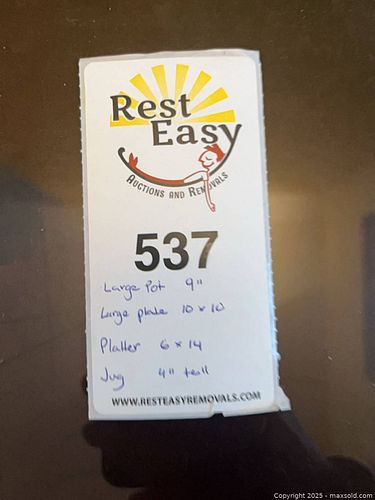 Rest
Easy
AUCTIONS AND REMOVALS
537
Large Pot 9"
Large plate 10 x 10
Platter 6 x 14
Jug 4" tall
WWW.RESTEASYREMOVALS.COM
Copyright 2025 - maxsold.com